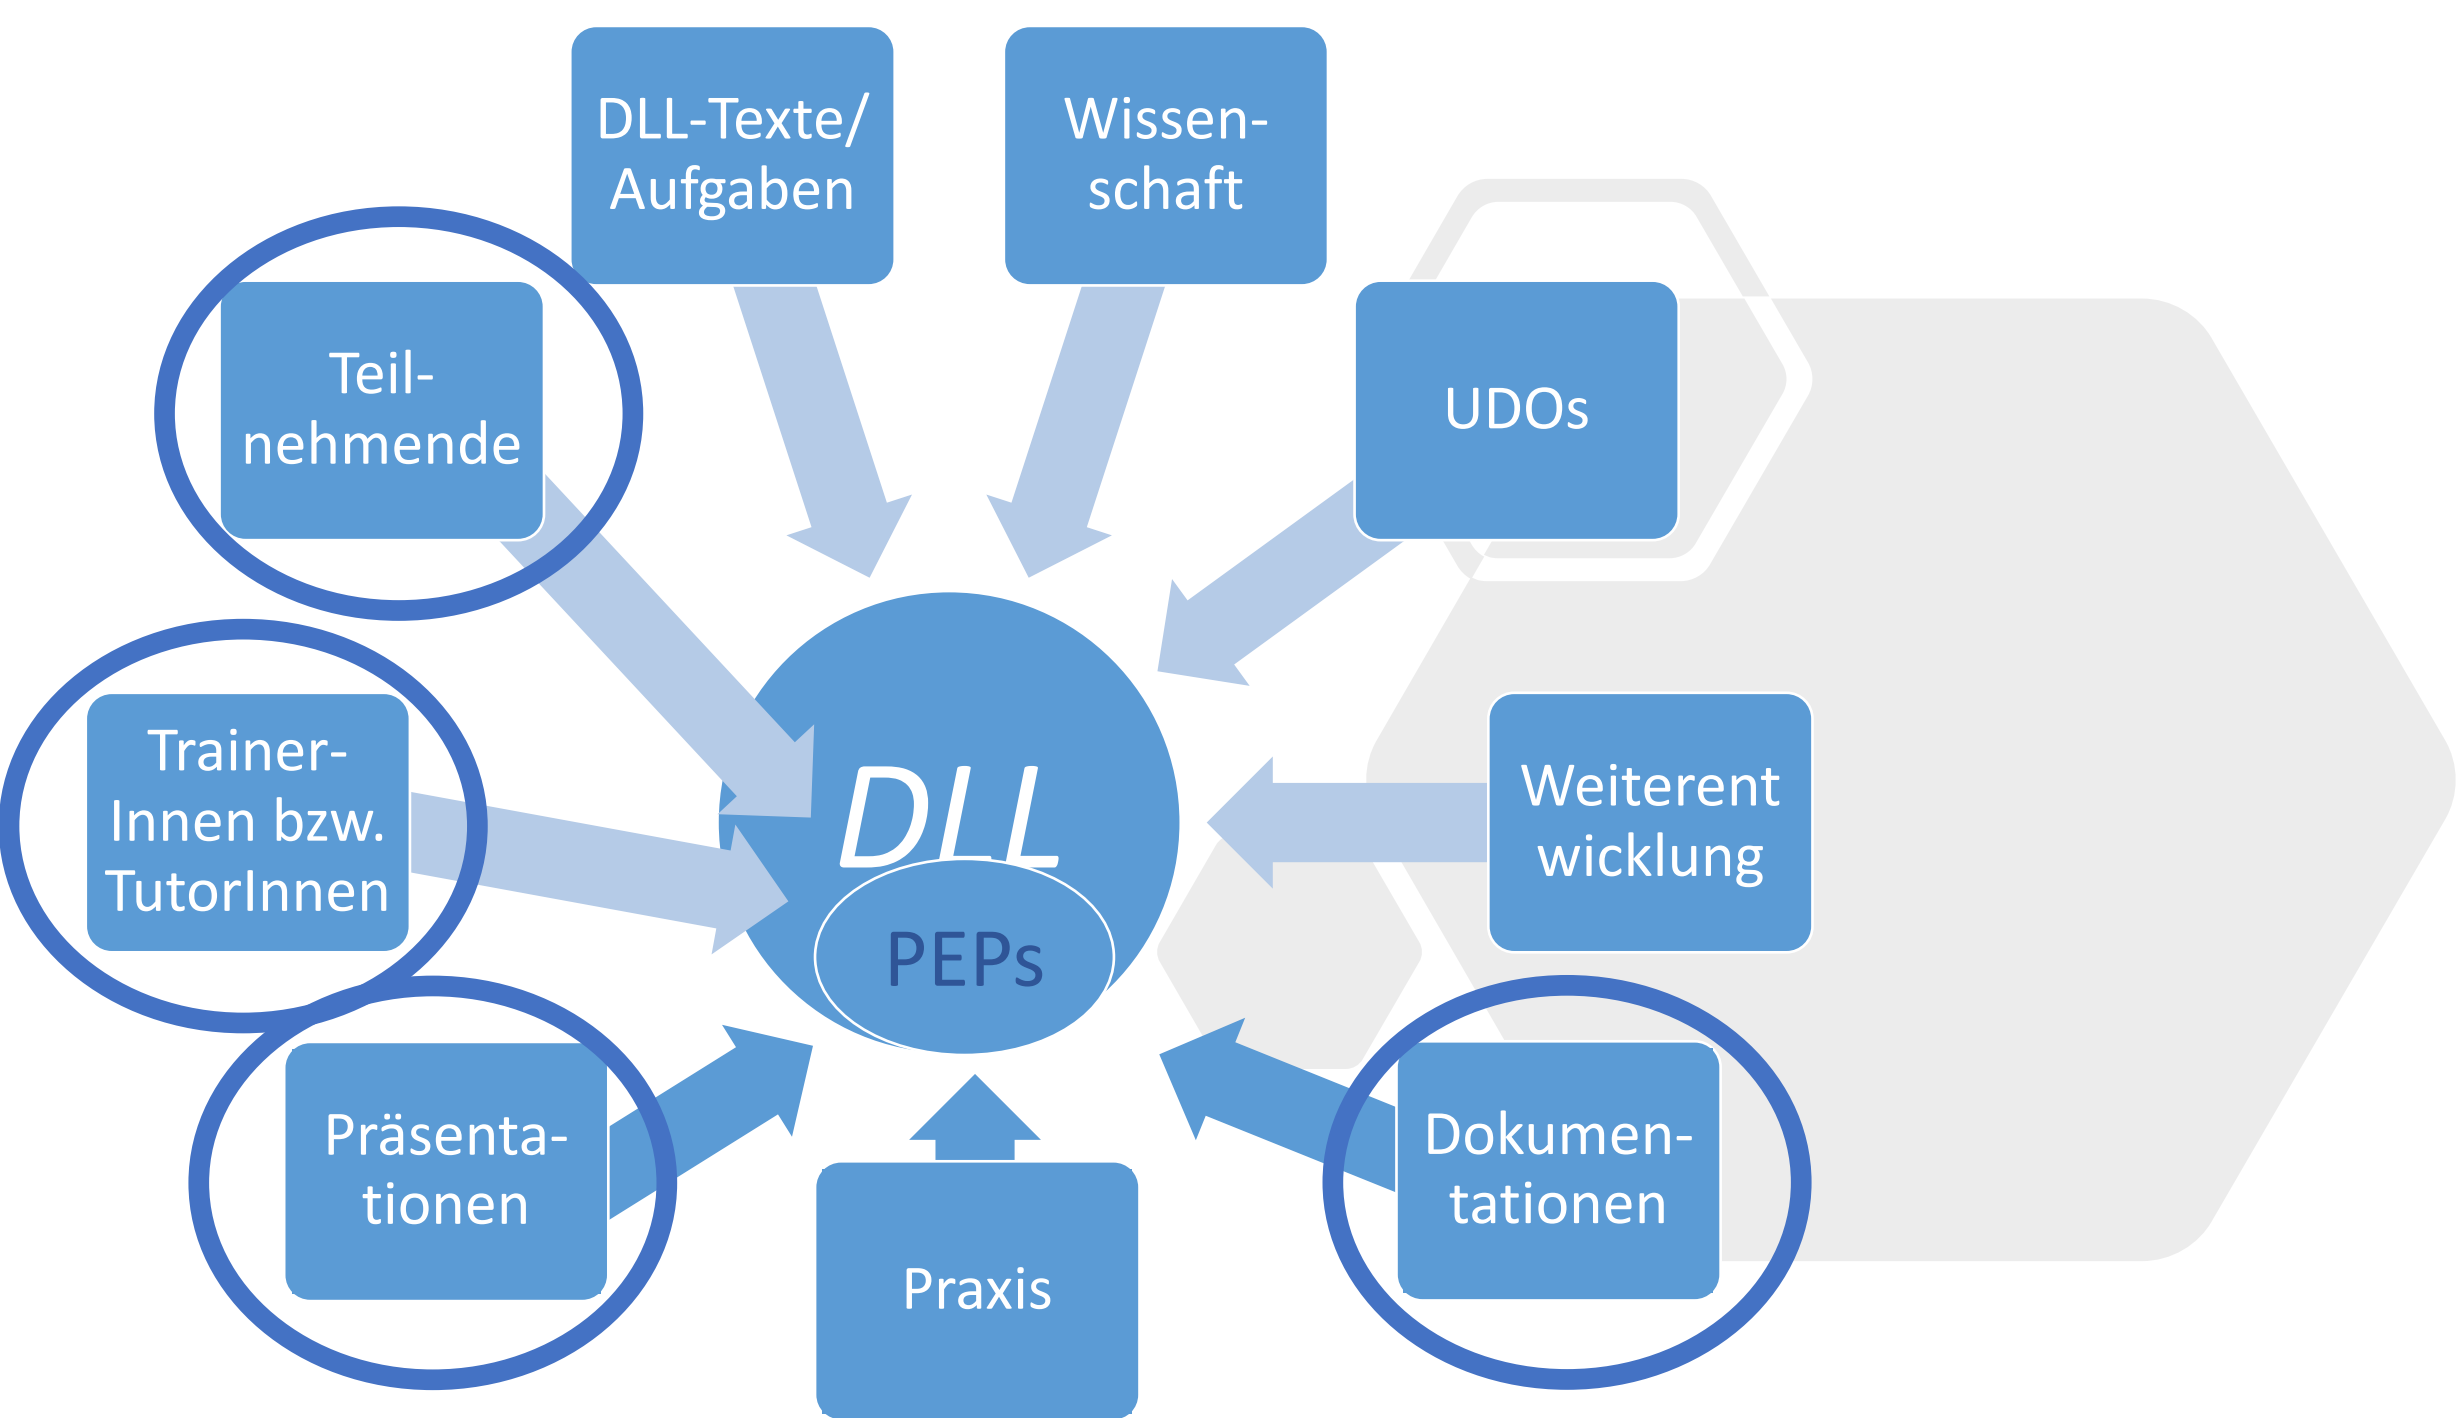 DLL-Texte/
Aufgaben
Wissen-
schaft
Teil-
nehmende
UDOs
Trainer-
Innen bzw.
TutorInnen
DLL
PEPs
Weiterent
wicklung
Präsenta-
tionen
Praxis
Dokumen-
tationen